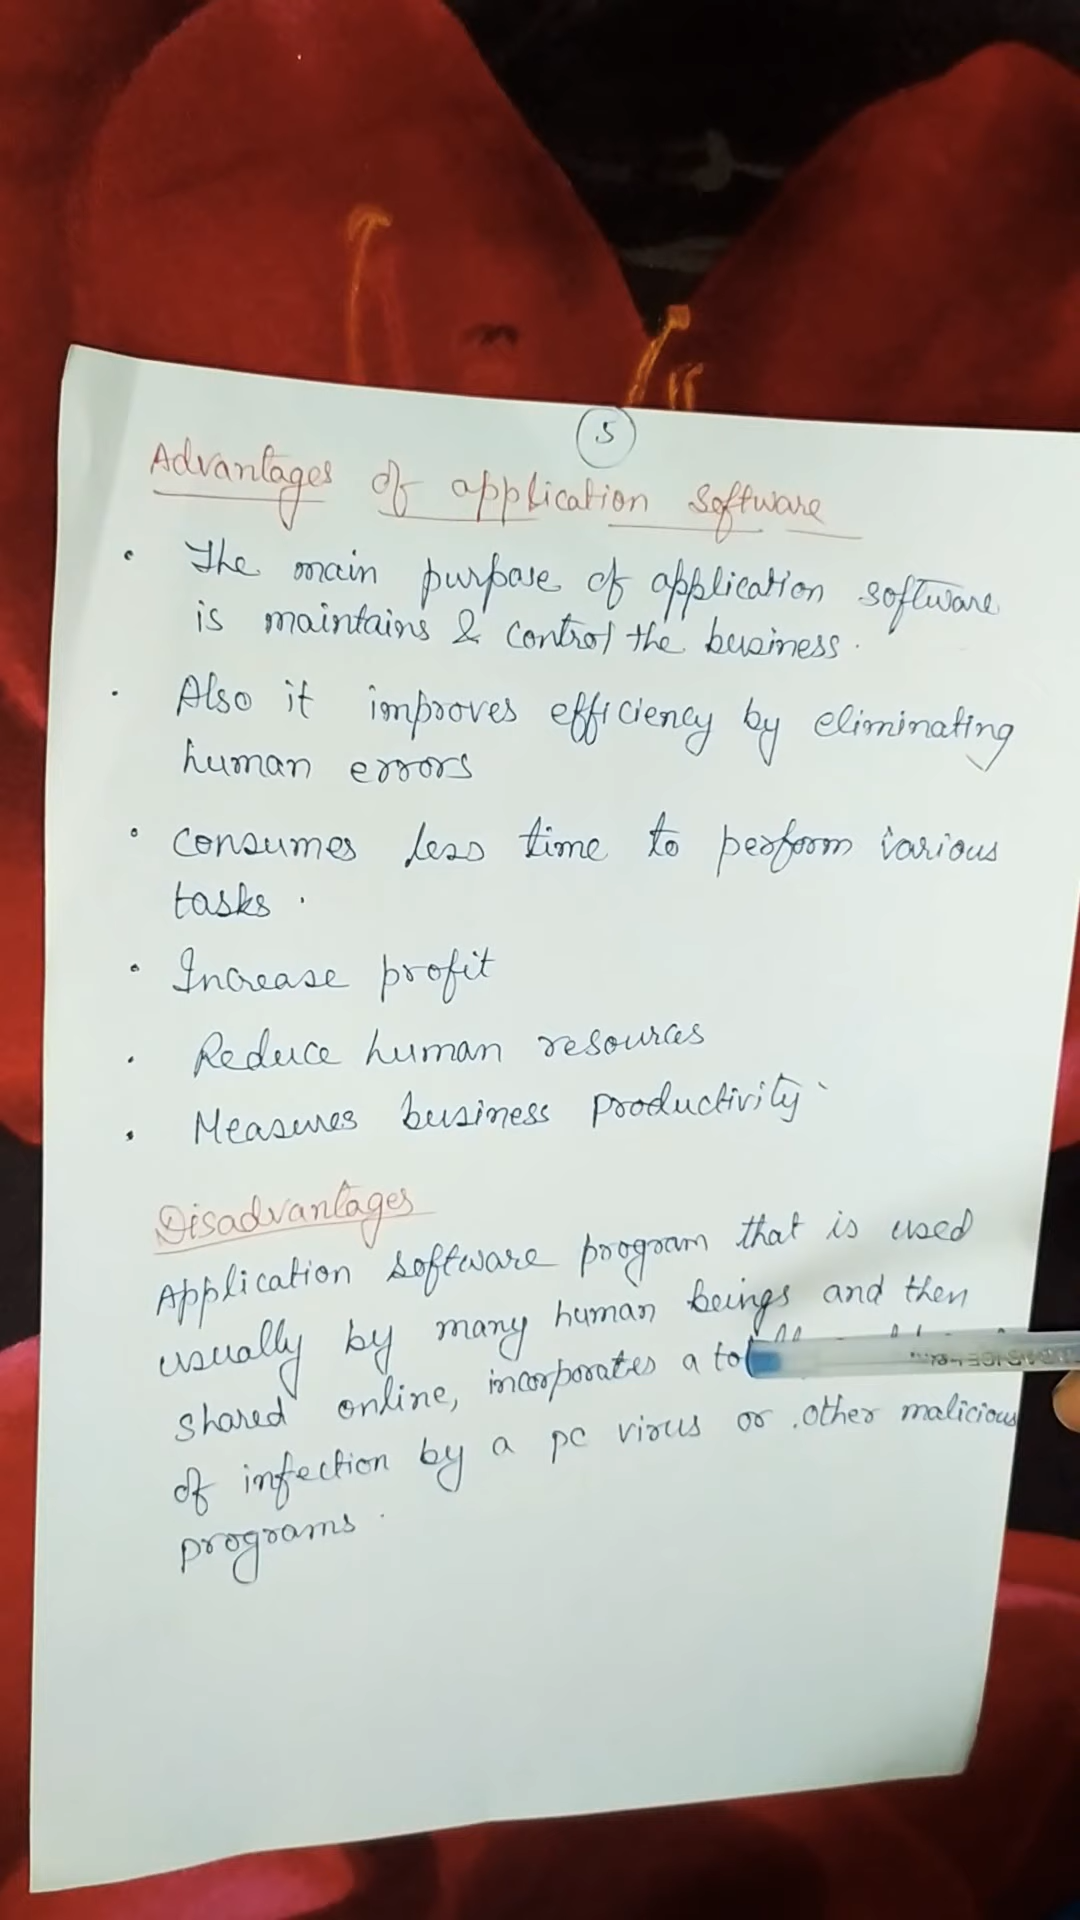 5
Advantages of application software
• The main purpose of application software
is maintains & control the business.
• Also it improves efficiency by eliminating
human errors
• consumes less time to perform various
tasks.
• Increase profit
• Reduce human resources
• Measures business productivity
Disadvantages
Application software program that is used
usually by many human beings and then
shared online, incorporates a
of infection by a pc virus or other malicious
programs.